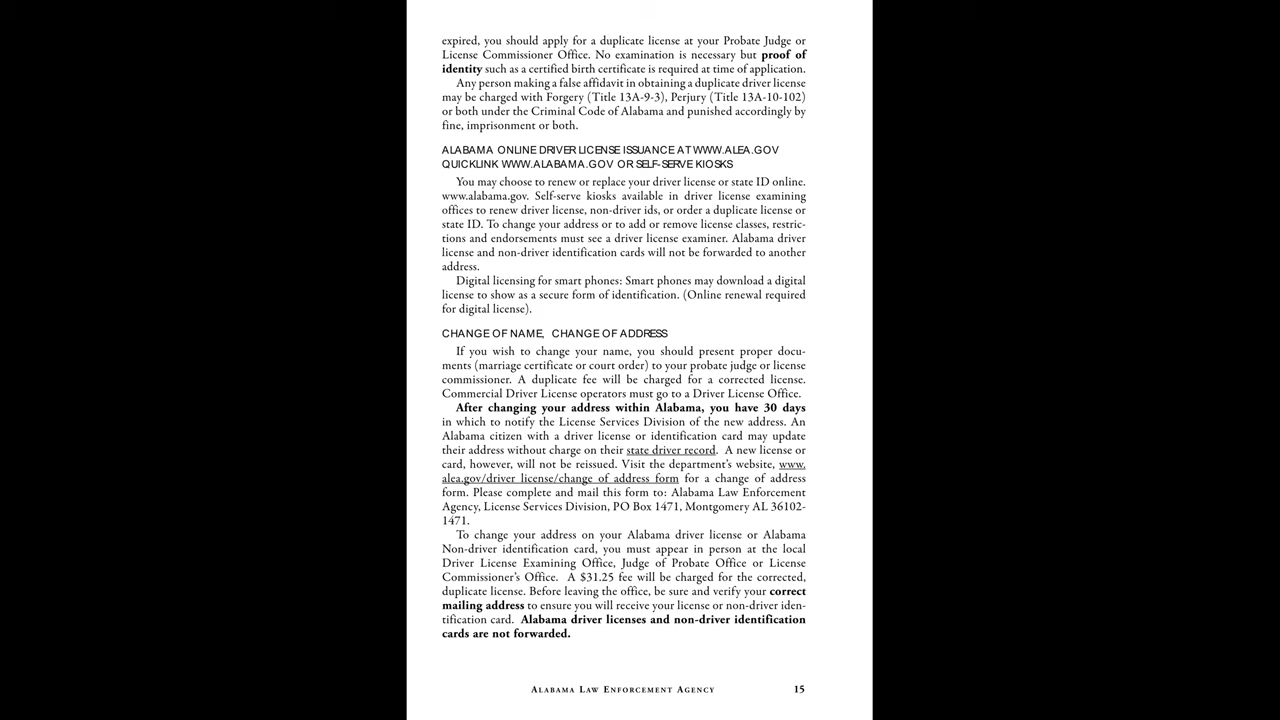 expired, you should apply for a duplicate license at your Probate Judge or
License Commissioner Office. No examination is necessary but proof of
identity such as a certified birth certificate is required at time of application.
Any person making a false affidavit in obtaining a duplicate driver license
may be charged with Forgery (Title 13A-9-3), Perjury (Title 13A-10-102)
or both under the Criminal Code of Alabama and punished accordingly by
fine, imprisonment or both.
ALABAMA ONLINE DRIVER LICENSE ISSUANCE AT WWW.ALEA.GOV
QUICKLINK WWW.ALABAMA.GOV OR SELF-SERVE KIOSKS
You may choose to renew or replace your driver license or state ID online.
www.alabama.gov. Self-serve kiosks available in driver license examining
offices to renew driver license, non-driver ids, or order a duplicate license or
state ID. To change your address or to add or remove license classes, restric-
tions and endorsements must see a driver license examiner. Alabama driver
license and non-driver identification cards will not be forwarded to another
address.
Digital licensing for smart phones: Smart phones may download a digital
license to show as a secure form of identification. (Online renewal required
for digital license).
CHANGE OF NAME, CHANGE OF ADDRESS
If you wish to change your name, you should present proper docu-
ments (marriage certificate or court order) to your probate judge or license
commissioner. A duplicate fee will be charged for a corrected license.
Commercial Driver License operators must go to a Driver License Office.
After changing your address within Alabama, you have 30 days
in which to notify the License Services Division of the new address. An
Alabama citizen with a driver license or identification card may update
their address without charge on their state driver record. A new license or
card, however, will not be reissued. Visit the department's website, www.
alea.gov/driver license/change of address form for a change of address
form. Please complete and mail this form to: Alabama Law Enforcement
Agency, License Services Division, PO Box 1471, Montgomery AL 36102-
1471.
To change your address on your Alabama driver license or Alabama
Non-driver identification card, you must appear in person at the local
Driver License Examining Office, Judge of Probate Office or License
Commissioner's Office. A $31.25 fee will be charged for the corrected,
duplicate license. Before leaving the office, be sure and verify your correct
mailing address to ensure you will receive your license or non-driver iden-
tification card. Alabama driver licenses and non-driver identification
cards are not forwarded.
Alabama Law Enforcement Agency 15